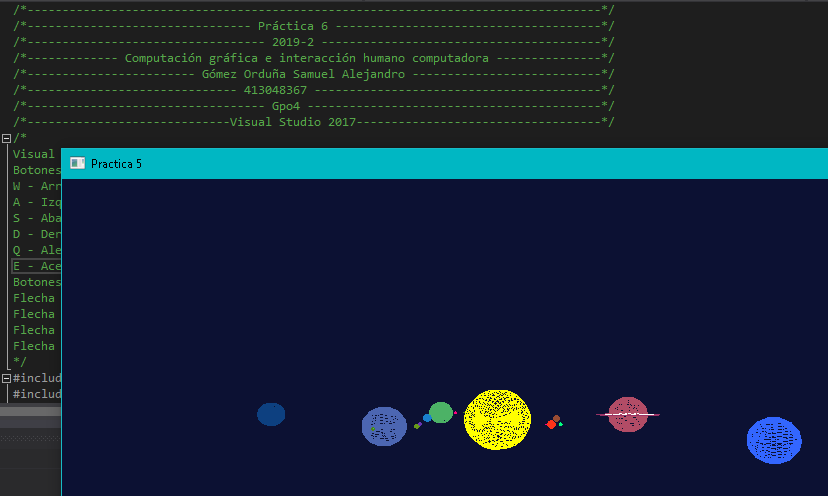 /*------------------------------------------------------------------------------------*/
/*-------------------------------- Práctica 6 --------------------------------------*/
/*---------------------------------- 2019-2 ----------------------------------------*/
/*------------- Computación gráfica e interacción humano computadora ---------------*/
/*------------------------ Gómez Orduña Samuel Alejandro ---------------------------*/
/*------------------------------- 413048367 -----------------------------------------*/
/*---------------------------------- Gpo4 ------------------------------------------*/
/*-----------------------------Visual Studio 2017-----------------------------------*/
/*
Visual
Botones
W - Arr
A - Izq
S - Aba
D - Der
Q - Ale
E - Ace
Botones
Flecha
Flecha
Flecha
Flecha
*/
#includ
#includ
Practica 5